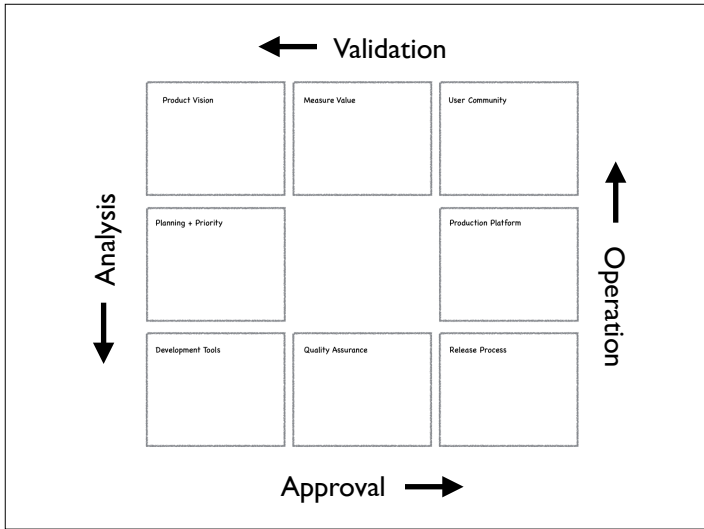 Validation
Product Vision
Measure Value
User Community
Analysis
Planning + Priority
Production Platform
Operation
Development Tools
Quality Assurance
Release Process
Approval